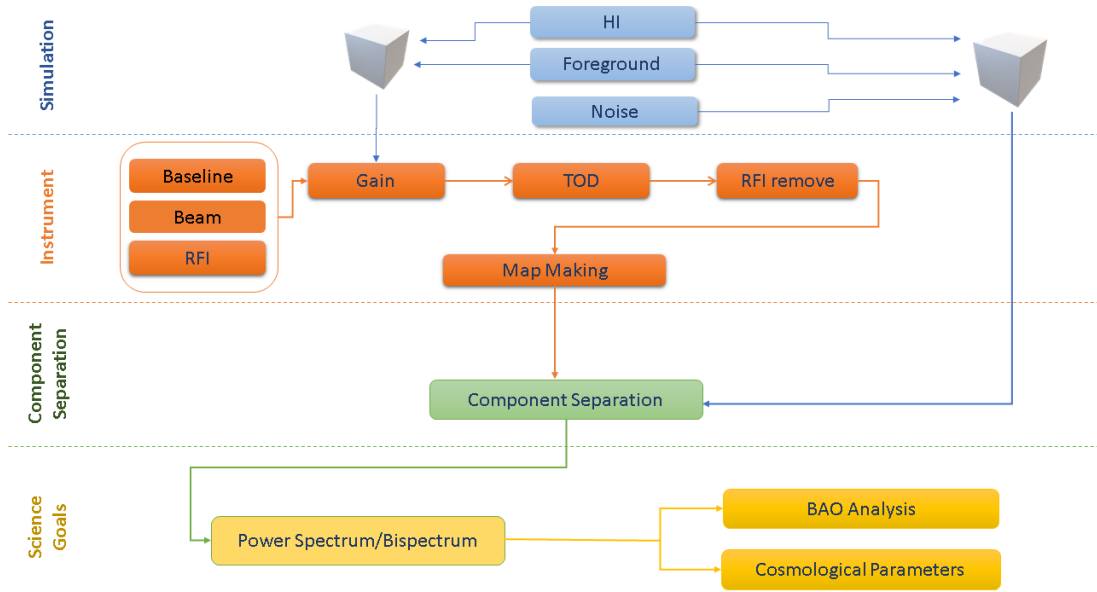 Simulation
HI
Foreground
Noise
Instrument
Baseline
Beam
RFI
Gain
TOD
RFI remove
Map Making
Component
Separation
Component Separation
Science
Goals
Power Spectrum/Bispectrum
BAO Analysis
Cosmological Parameters